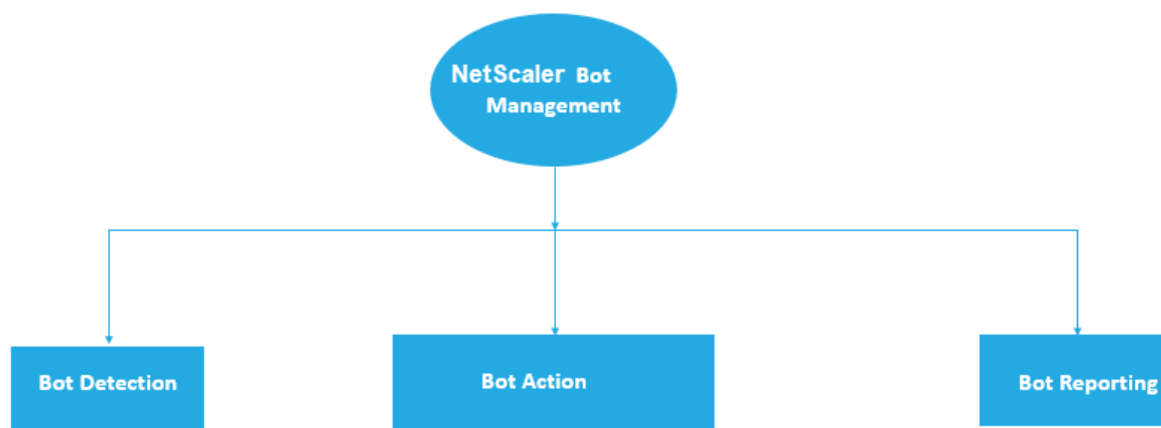 NetScaler Bot
Management
Bot Detection
Bot Action
Bot Reporting